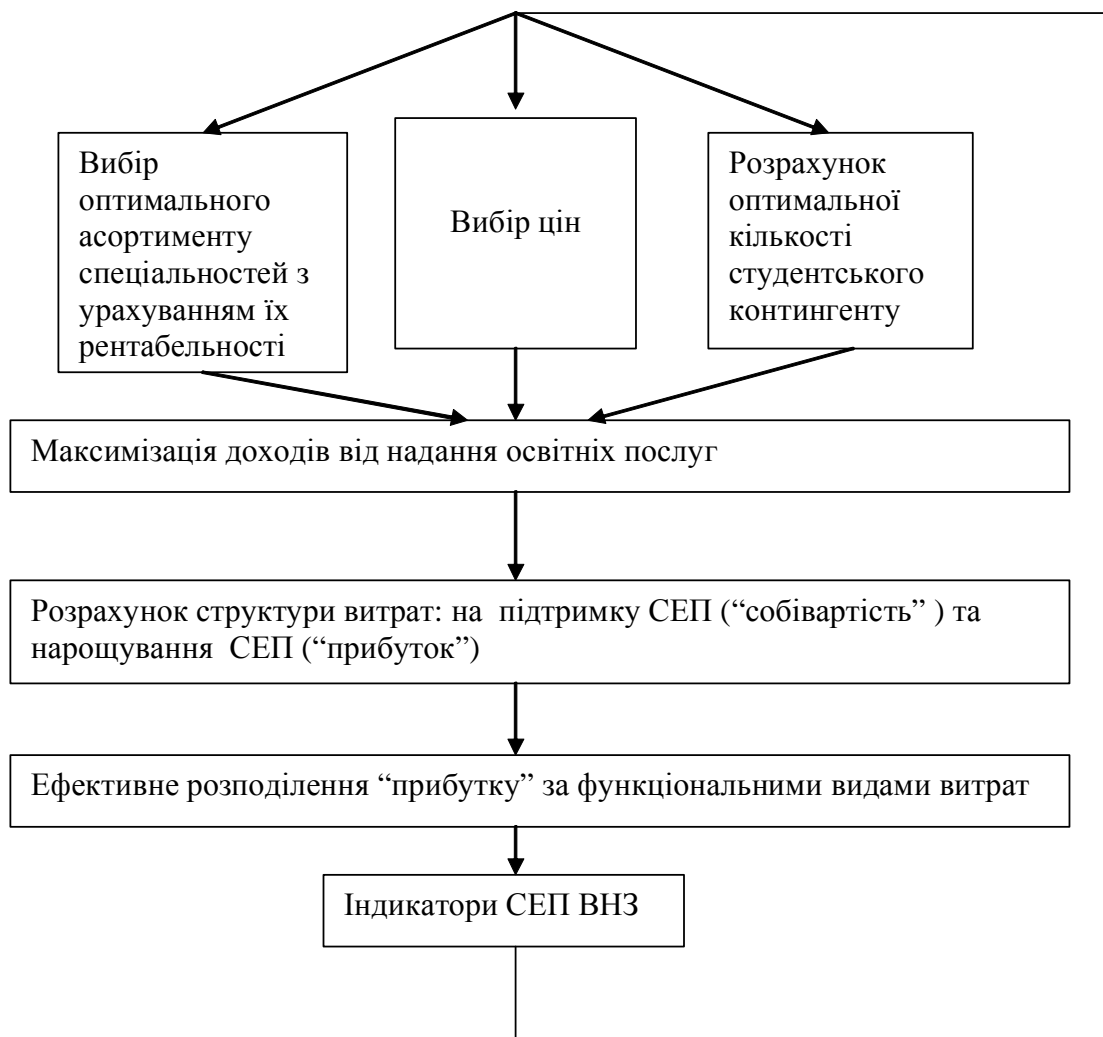 Вибір
оптимального
асортименту
спеціальностей з
урахуванням їх
рентабельності
Вибір цін
Розрахунок
оптимальної
кількості
студентського
контингенту
Максимізація доходів від надання освітніх послуг
Розрахунок структури витрат: на  підтримку СЕП (“собівартість” ) та
нарощування  СЕП (“прибуток”)
Ефективне розподілення “прибутку” за функціональними видами витрат
Індикатори СЕП ВНЗ